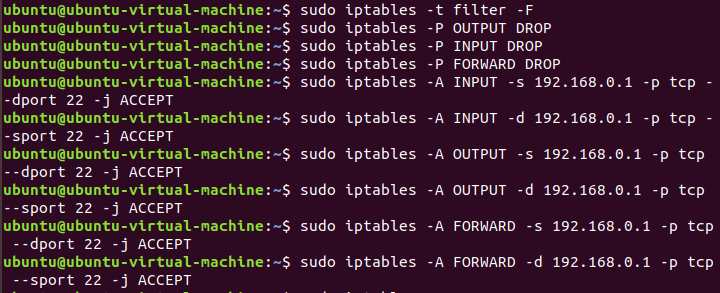 ubuntu@ubuntu-virtual-machine:~$ sudo iptables -t filter -F
ubuntu@ubuntu-virtual-machine:~$ sudo iptables -P OUTPUT DROP
ubuntu@ubuntu-virtual-machine:~$ sudo iptables -P INPUT DROP
ubuntu@ubuntu-virtual-machine:~$ sudo iptables -P FORWARD DROP
ubuntu@ubuntu-virtual-machine:~$ sudo iptables -A INPUT -s 192.168.0.1 -p tcp -
-dport 22 -j ACCEPT
ubuntu@ubuntu-virtual-machine:~$ sudo iptables -A INPUT -d 192.168.0.1 -p tcp -
-sport 22 -j ACCEPT
ubuntu@ubuntu-virtual-machine:~$ sudo iptables -A OUTPUT -s 192.168.0.1 -p tcp
--dport 22 -j ACCEPT
ubuntu@ubuntu-virtual-machine:~$ sudo iptables -A OUTPUT -d 192.168.0.1 -p tcp
--sport 22 -j ACCEPT
ubuntu@ubuntu-virtual-machine:~$ sudo iptables -A FORWARD -s 192.168.0.1 -p tcp
 --dport 22 -j ACCEPT
ubuntu@ubuntu-virtual-machine:~$ sudo iptables -A FORWARD -d 192.168.0.1 -p tcp
 --sport 22 -j ACCEPT